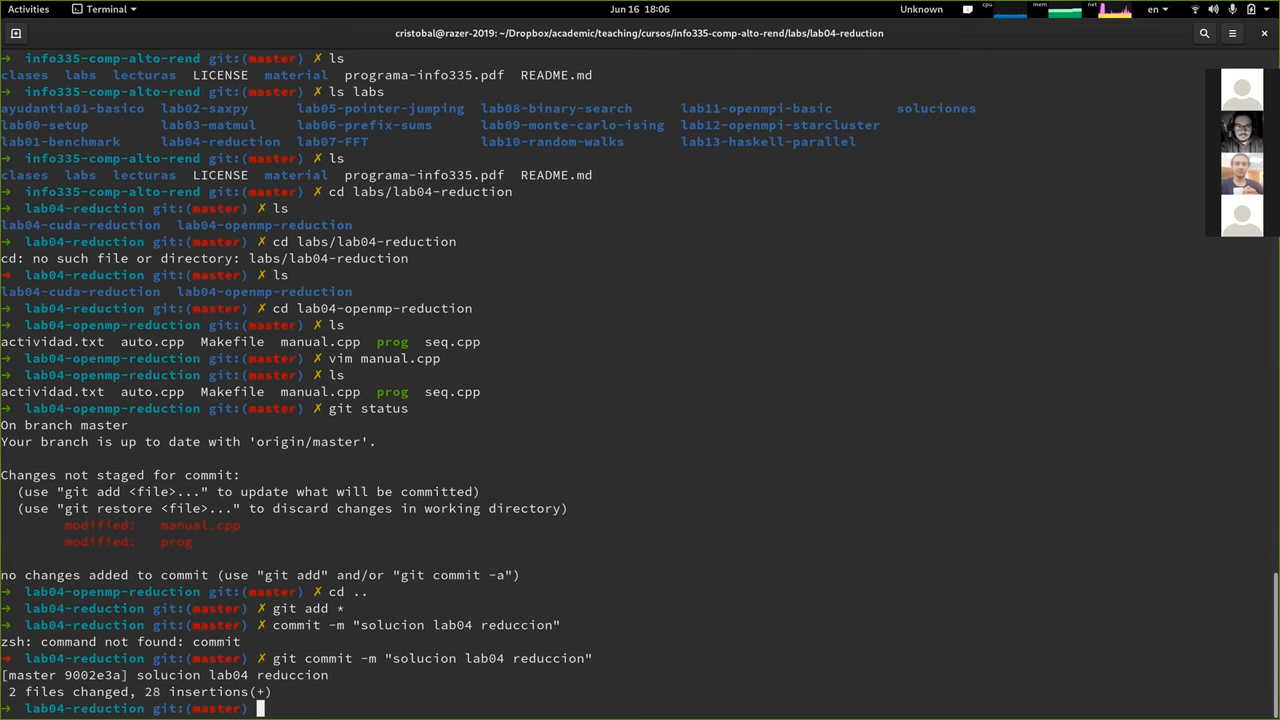 Activities Terminal Jun 16 18:06 Unknown cpu mem net en
cristobal@razer-2019: ~/Dropbox/academic/teaching/cursos/info335-comp-alto-rend/labs/lab04-reduction
→ info335-comp-alto-rend git:(master) ✗ ls
clases labs lecturas LICENSE material programa-info335.pdf README.md
→ info335-comp-alto-rend git:(master) ✗ ls labs
ayudantia01-basico lab02-saxpy lab05-pointer-jumping lab08-binary-search lab11-openmpi-basic soluciones
lab00-setup lab03-matmul lab06-prefix-sums lab09-monte-carlo-ising lab12-openmpi-starcluster
lab01-benchmark lab04-reduction lab07-FFT lab10-random-walks lab13-haskell-parallel
→ info335-comp-alto-rend git:(master) ✗ ls
clases labs lecturas LICENSE material programa-info335.pdf README.md
→ info335-comp-alto-rend git:(master) ✗ cd labs/lab04-reduction
→ lab04-reduction git:(master) ✗ ls
lab04-cuda-reduction lab04-openmp-reduction
→ lab04-reduction git:(master) ✗ cd labs/lab04-reduction
cd: no such file or directory: labs/lab04-reduction
→ lab04-reduction git:(master) ✗ ls
lab04-cuda-reduction lab04-openmp-reduction
→ lab04-reduction git:(master) ✗ cd lab04-openmp-reduction
→ lab04-openmp-reduction git:(master) ✗ ls
actividad.txt auto.cpp Makefile manual.cpp prog seq.cpp
→ lab04-openmp-reduction git:(master) ✗ vim manual.cpp
→ lab04-openmp-reduction git:(master) ✗ ls
actividad.txt auto.cpp Makefile manual.cpp prog seq.cpp
→ lab04-openmp-reduction git:(master) ✗ git status
On branch master
Your branch is up to date with 'origin/master'.
Changes not staged for commit:
(use "git add <file>..." to update what will be committed)
(use "git restore <file>..." to discard changes in working directory)
modified: manual.cpp
modified: prog
no changes added to commit (use "git add" and/or "git commit -a")
→ lab04-openmp-reduction git:(master) ✗ cd ..
→ lab04-reduction git:(master) ✗ git add *
→ lab04-reduction git:(master) ✗ commit -m "solucion lab04 reduccion"
zsh: command not found: commit
→ lab04-reduction git:(master) ✗ git commit -m "solucion lab04 reduccion"
[master 9002e3a] solucion lab04 reduccion
2 files changed, 28 insertions(+)
→ lab04-reduction git:(master)